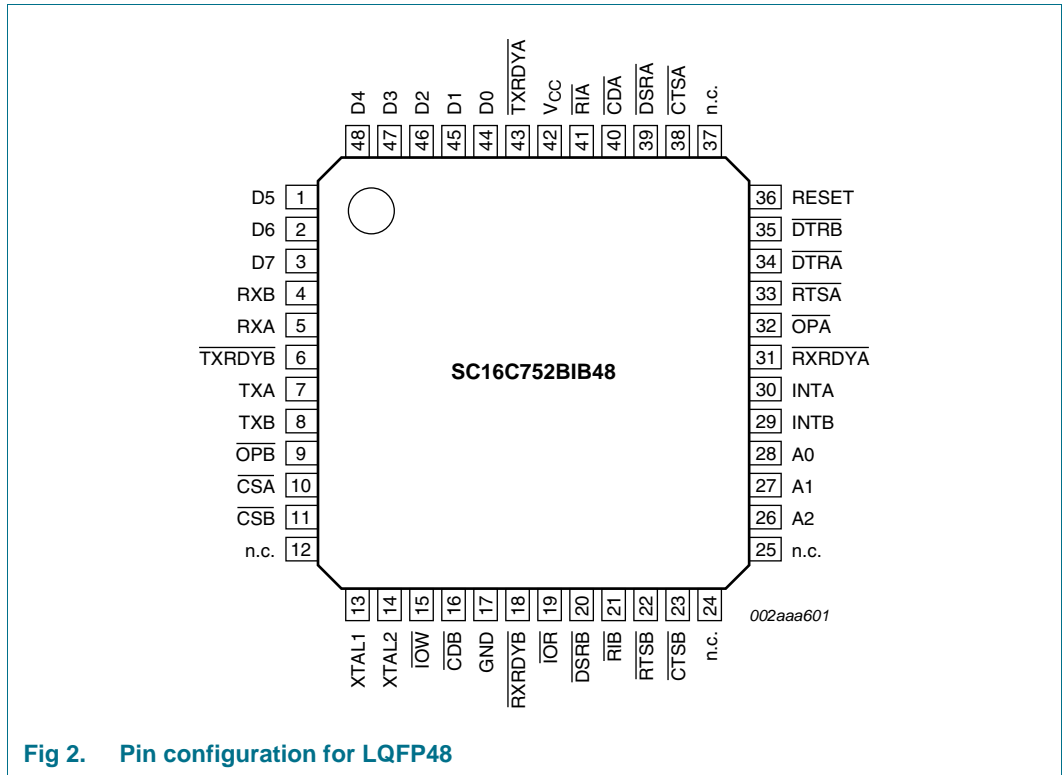 D4
D3
D2
D1
D0
TXRDYA
VCC
RIA
CDA
DSRA
CTSA
n.c.
48
47
46
45
44
43
42
41
40
39
38
37
D5 1
D6 2
D7 3
RXB 4
RXA 5
TXRDYB 6
TXA 7
TXB 8
OPB 9
CSA 10
CSB 11
n.c. 12
SC16C752BIB48
36 RESET
35 DTRB
34 DTRA
33 RTSA
32 OPA
31 RXRDYA
30 INTA
29 INTB
28 A0
27 A1
26 A2
25 n.c.
13
14
15
16
17
18
19
20
21
22
23
24
XTAL1
XTAL2
IOW
CDB
GND
RXRDYB
IOR
DSRB
RIB
RTSB
CTSB
n.c.
002aaa601
Fig 2. Pin configuration for LQFP48